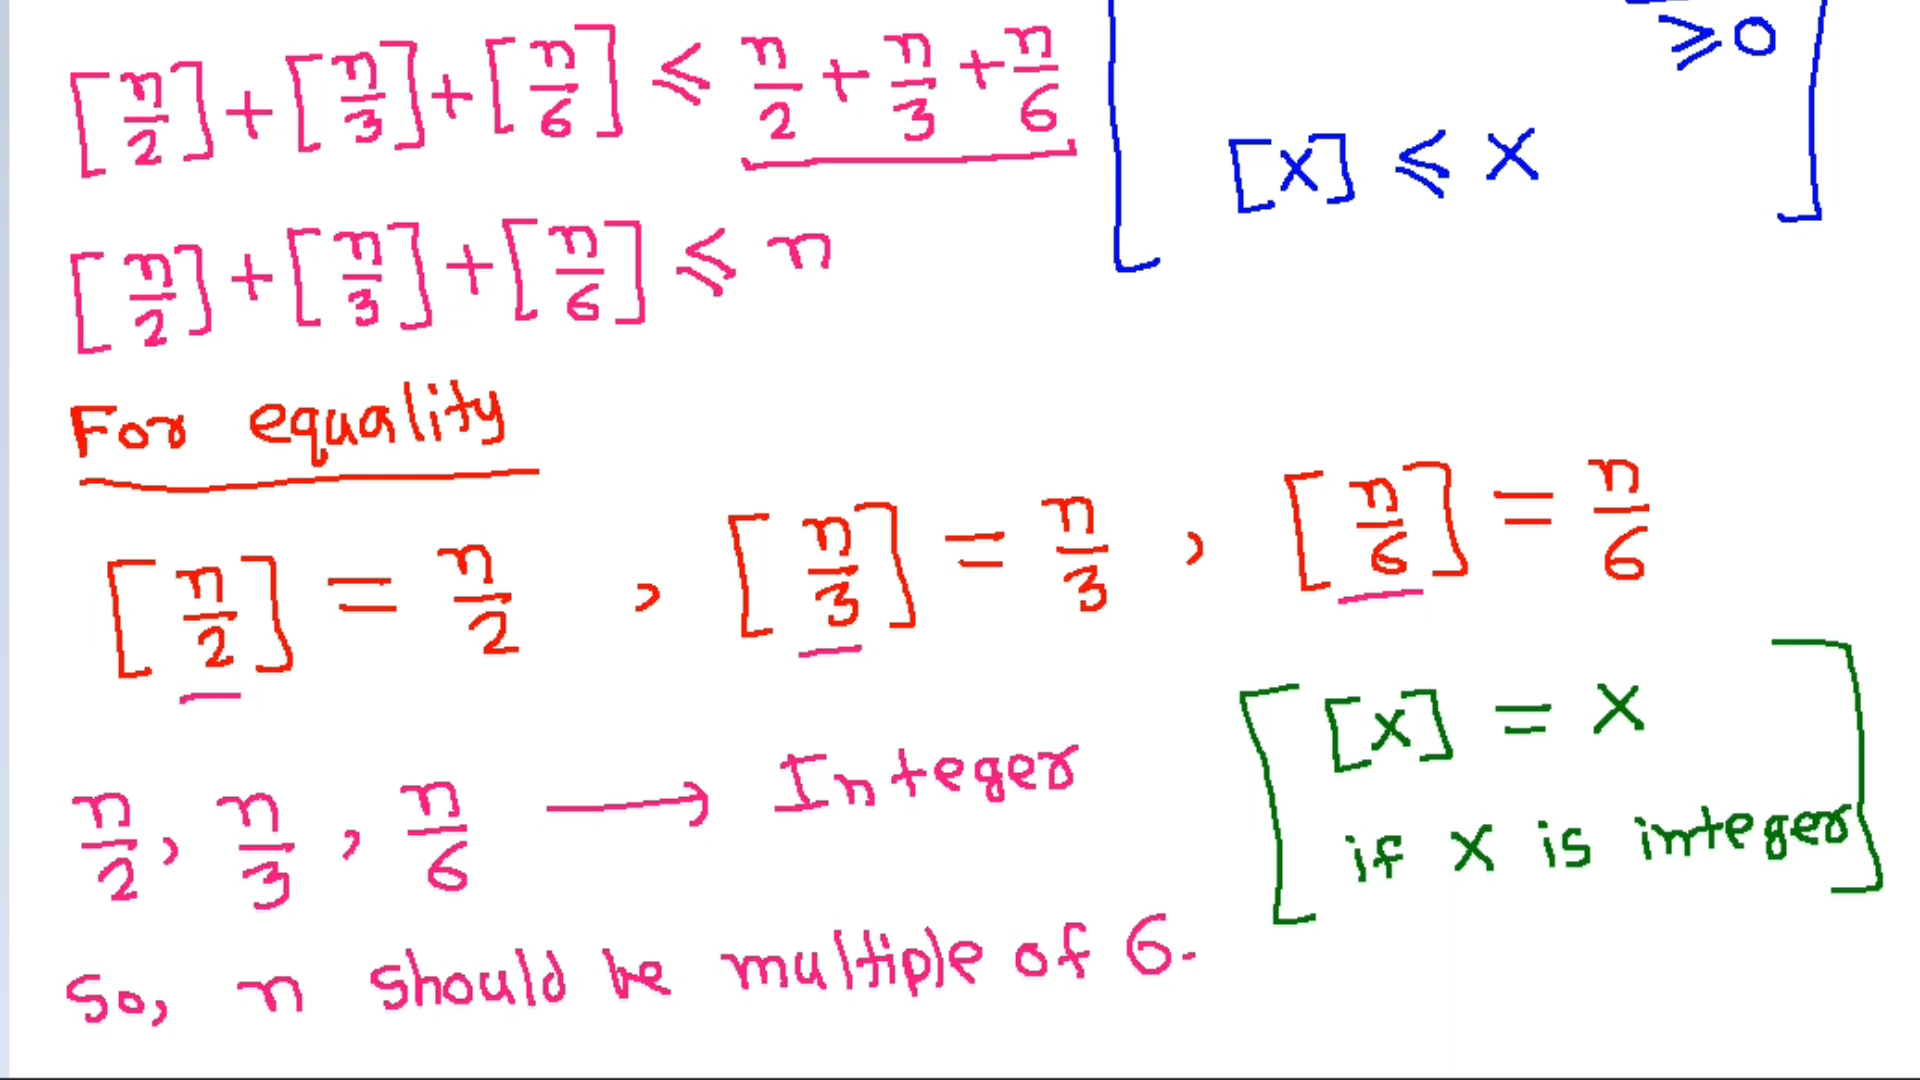 [n/2] + [n/3] + [n/6] ⩽ n/2 + n/3 + n/6
⩾ 0
[x] ⩽ x
[n/2] + [n/3] + [n/6] ⩽ n
For equality
[n/2] = n/2 , [n/3] = n/3 , [n/6] = n/6
[x] = x
if x is integer
n/2, n/3, n/6 ⟶ Integer
So, n should be multiple of 6.